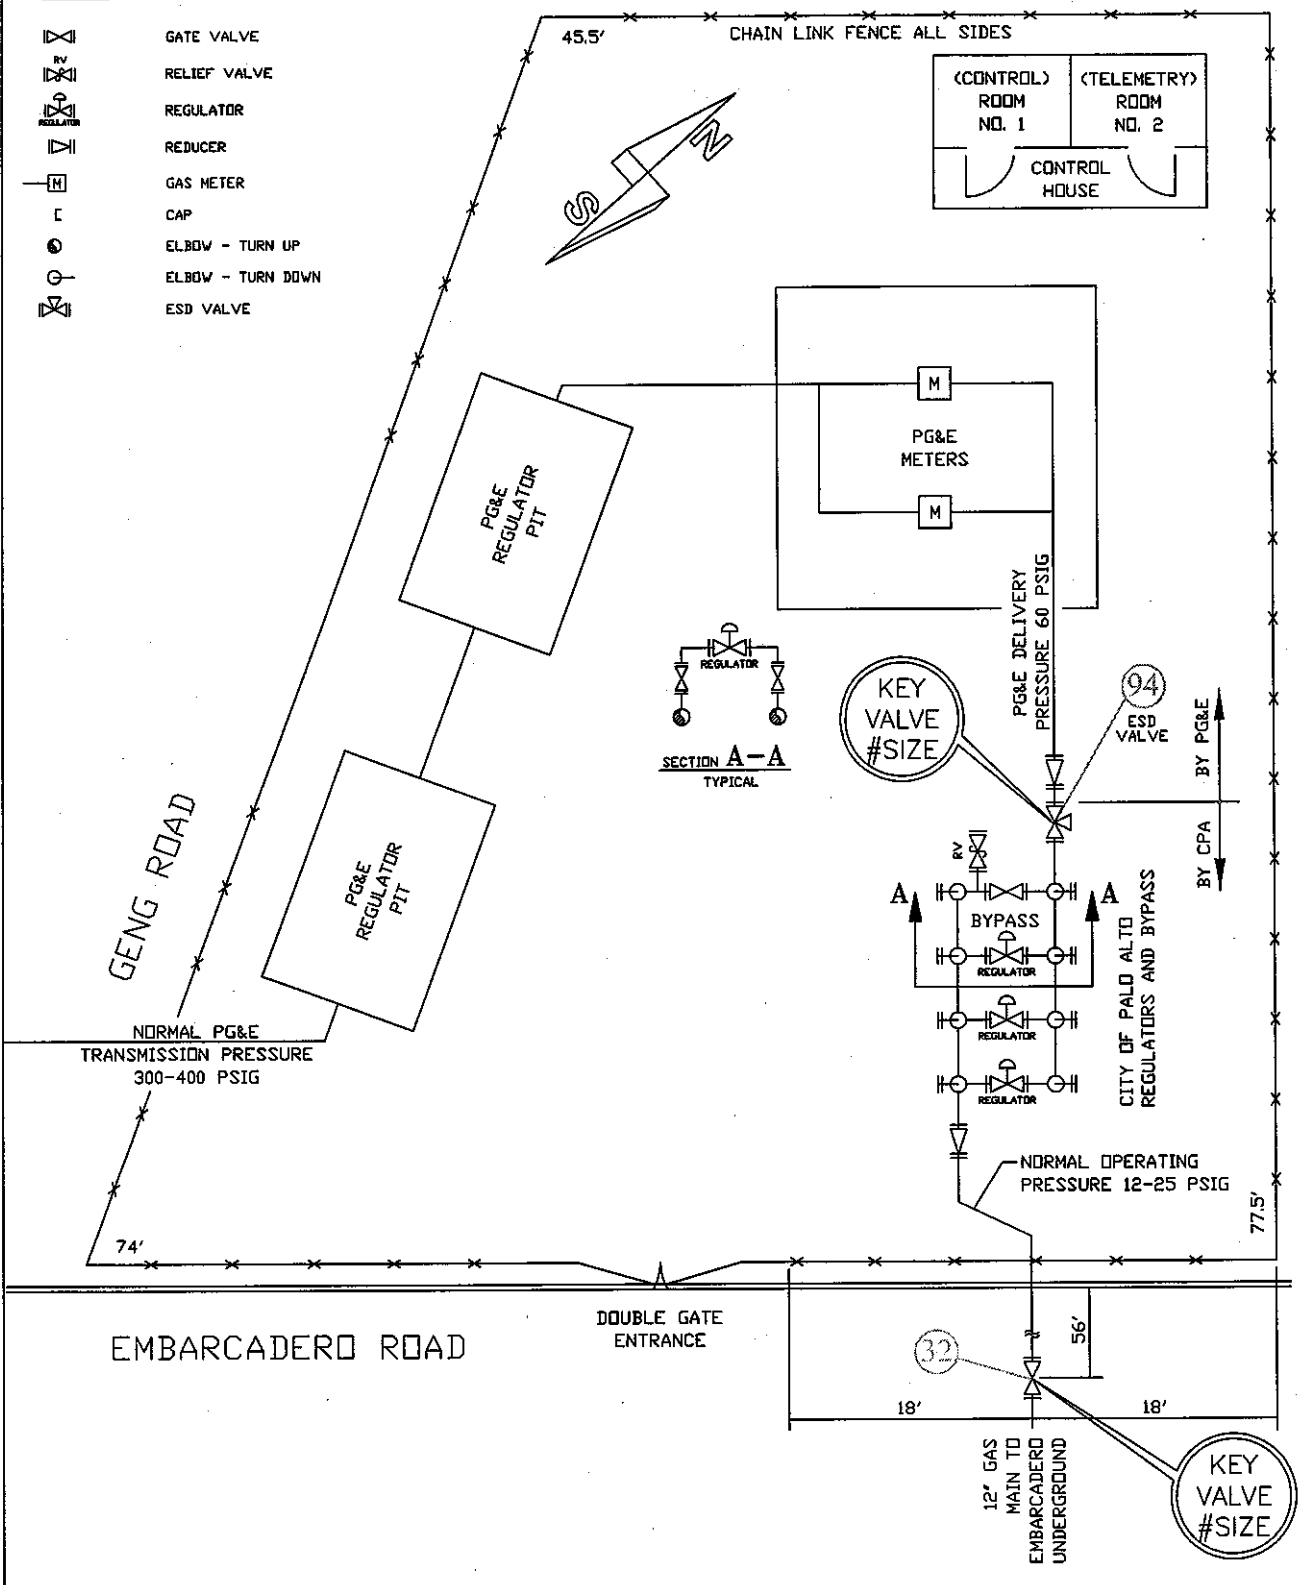 GATE VALVE
RV
RELIEF VALVE
REGULATOR
REGULATOR
REDUCER
M
GAS METER
CAP
ELBOW - TURN UP
ELBOW - TURN DOWN
ESD VALVE
45.5'
CHAIN LINK FENCE ALL SIDES
(CONTROL)
ROOM
NO. 1
(TELEMETRY)
ROOM
NO. 2
CONTROL
HOUSE
N
S
M
PG&E
METERS
M
PG&E
REGULATOR
PIT
PG&E DELIVERY
PRESSURE 60 PSIG
REGULATOR
SECTION A-A
TYPICAL
KEY
VALVE
#SIZE
94
ESD
VALVE
BY PG&E
BY CPA
PG&E
REGULATOR
PIT
GENG ROAD
RV
A
A
BYPASS
REGULATOR
REGULATOR
REGULATOR
CITY OF PALO ALTO
REGULATORS AND BYPASS
NORMAL PG&E
TRANSMISSION PRESSURE
300-400 PSIG
NORMAL OPERATING
PRESSURE 12-25 PSIG
77.5'
74'
DOUBLE GATE
ENTRANCE
EMBARCADERO ROAD
56'
32
18'
18'
12" GAS
MAIN TO
EMBARCADERO
UNDERGROUND
KEY
VALVE
#SIZE